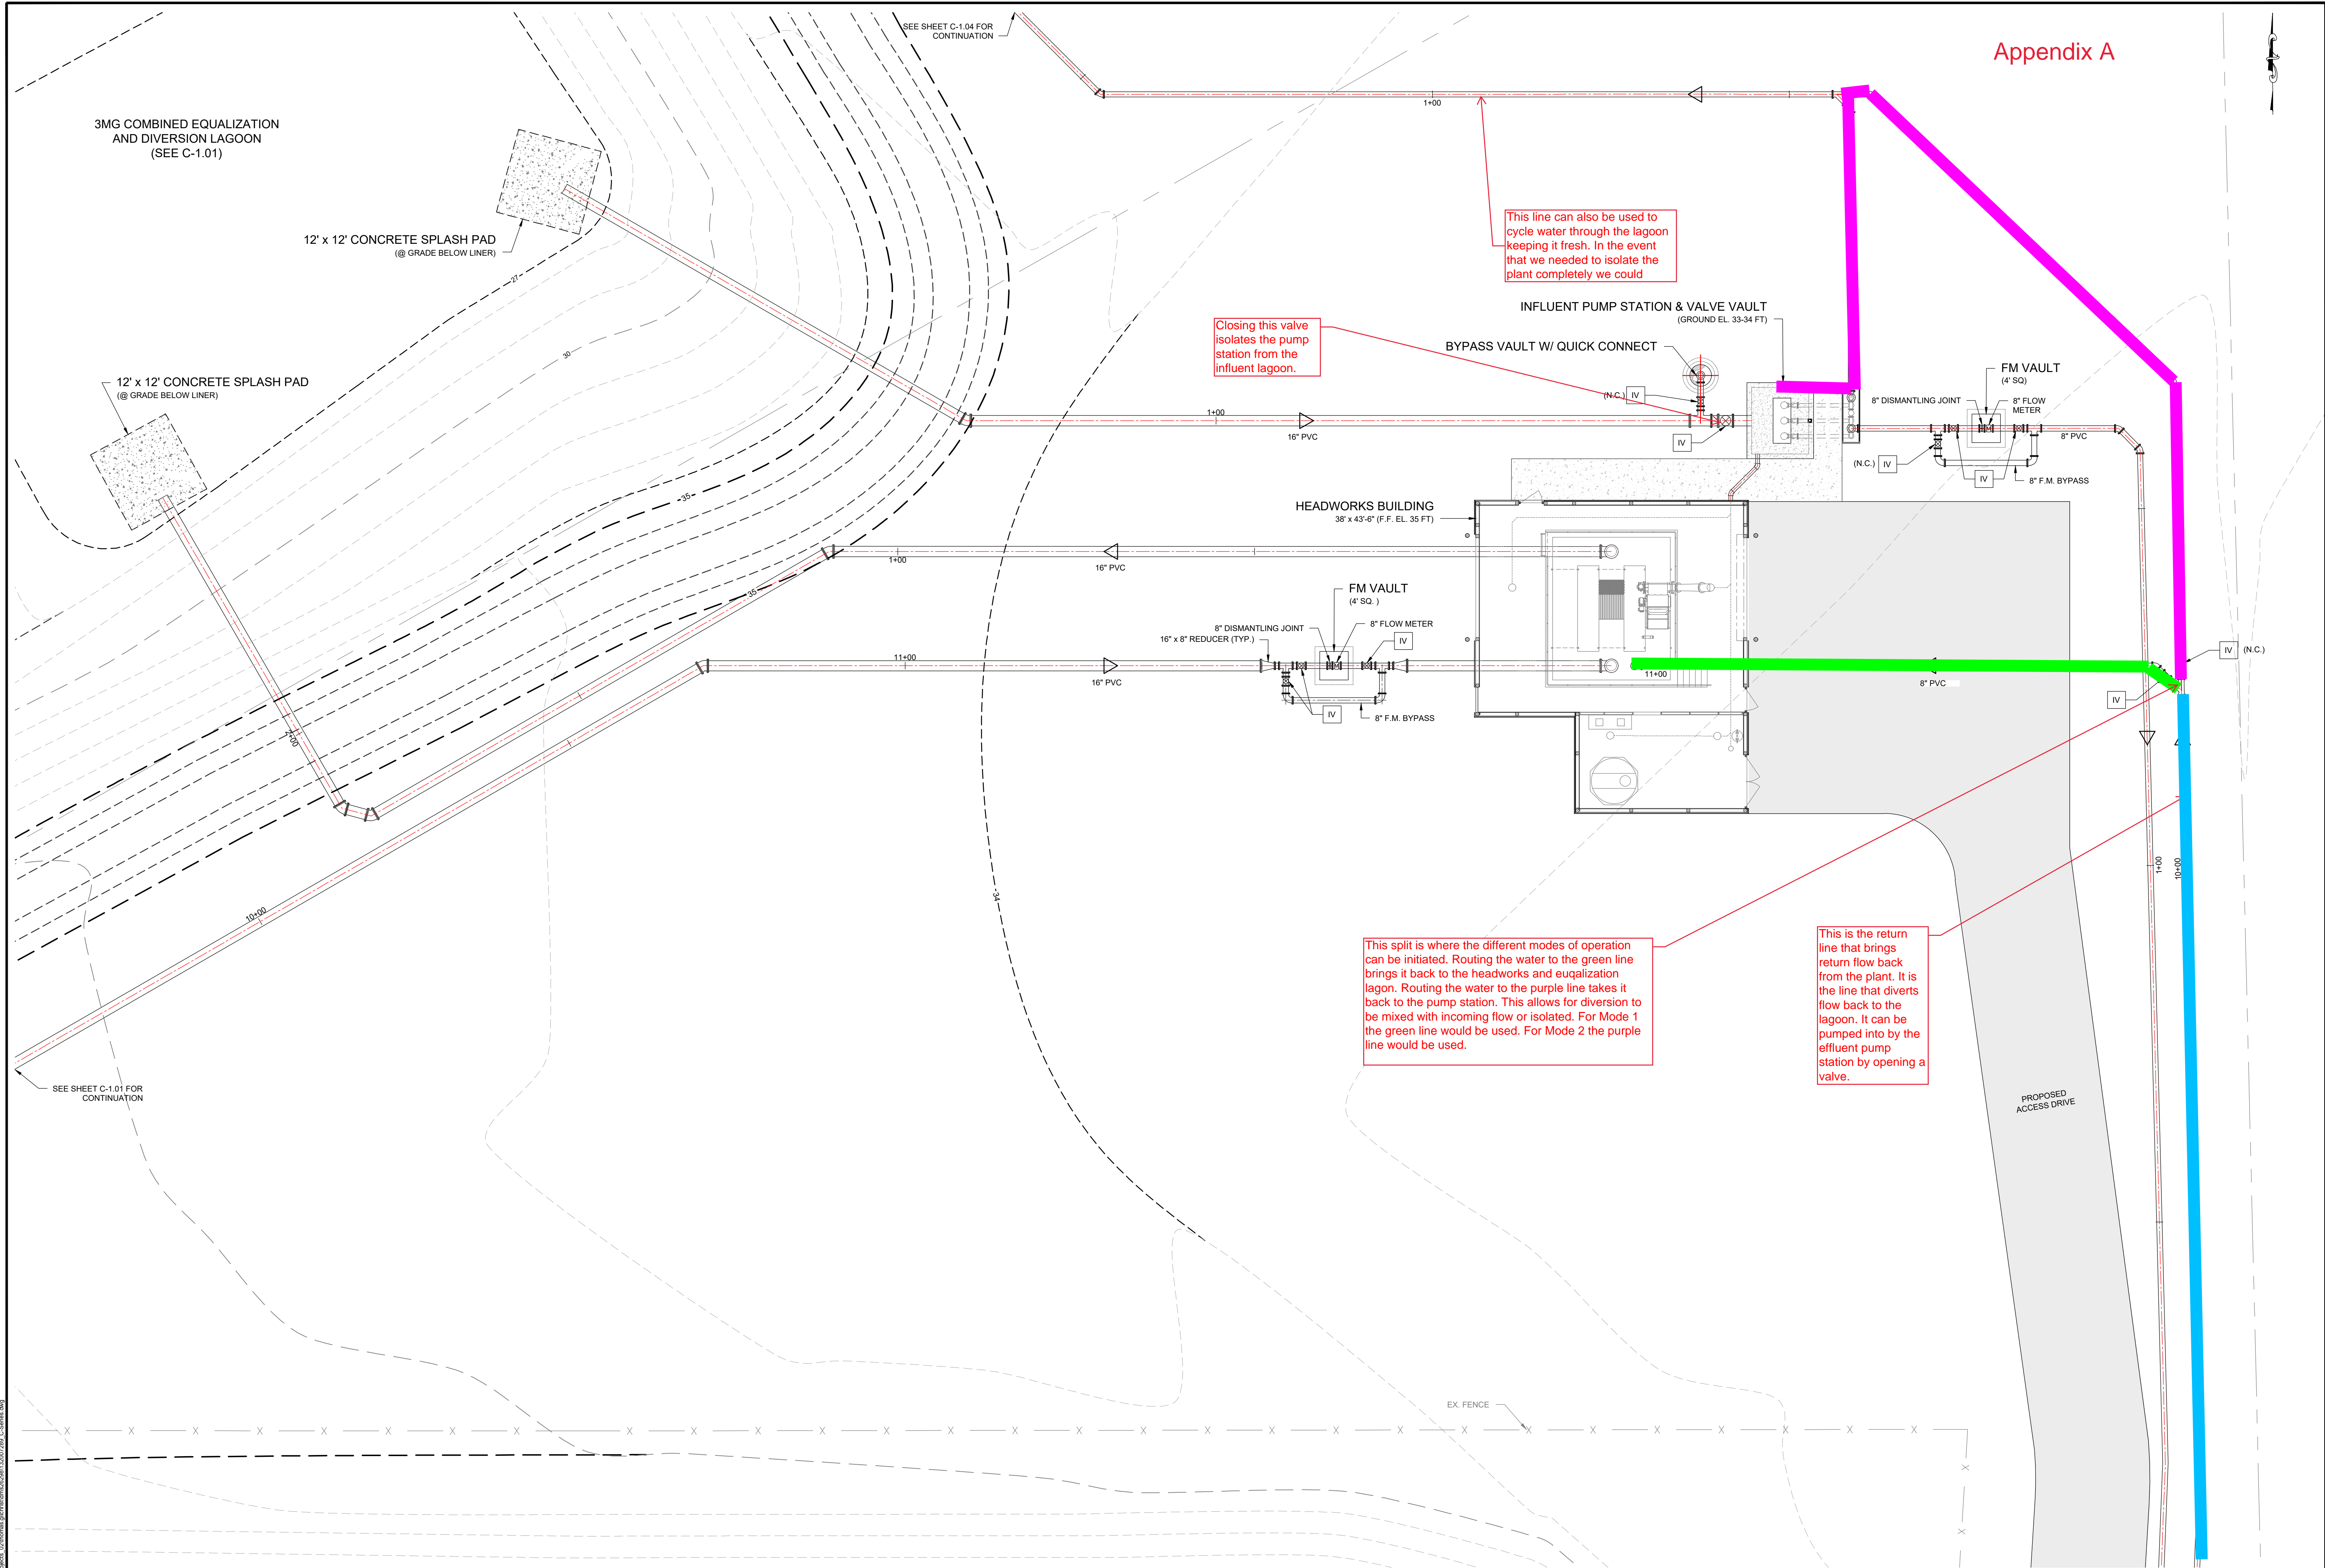 SEE SHEET C-1.04 FOR
CONTINUATION
Appendix A
1+00
3MG COMBINED EQUALIZATION
AND DIVERSION LAGOON
(SEE C-1.01)
12' x 12' CONCRETE SPLASH PAD
(@ GRADE BELOW LINER)
27
30
This line can also be used to
cycle water through the lagoon
keeping it fresh. In the event
that we needed to isolate the
plant completely we could
INFLUENT PUMP STATION & VALVE VAULT
(GROUND EL. 33-34 FT)
Closing this valve
isolates the pump
station from the
influent lagoon.
BYPASS VAULT W/ QUICK CONNECT
(N.C.) IV
FM VAULT
(4' SQ)
8" DISMANTLING JOINT
8" FLOW
METER
12' x 12' CONCRETE SPLASH PAD
(@ GRADE BELOW LINER)
1+00
16" PVC
IV
8" PVC
(N.C.) IV
IV
8" F.M. BYPASS
35
HEADWORKS BUILDING
38' x 43'-6" (F.F. EL. 35 FT)
1+00
16" PVC
35
FM VAULT
(4' SQ. )
8" DISMANTLING JOINT
8" FLOW METER
16" x 8" REDUCER (TYP.)
IV
11+00
16" PVC
IV
8" F.M. BYPASS
11+00
8" PVC
IV (N.C.)
IV
2+00
34
1+00
10+00
10+00
This split is where the different modes of operation
can be initiated. Routing the water to the green line
brings it back to the headworks and euqalization
lagon. Routing the water to the purple line takes it
back to the pump station. This allows for diversion to
be mixed with incoming flow or isolated. For Mode 1
the green line would be used. For Mode 2 the purple
line would be used.
This is the return
line that brings
return flow back
from the plant. It is
the line that diverts
flow back to the
lagoon. It can be
pumped into by the
effluent pump
station by opening a
valve.
SEE SHEET C-1.01 FOR
CONTINUATION
PROPOSED
ACCESS DRIVE
EX. FENCE